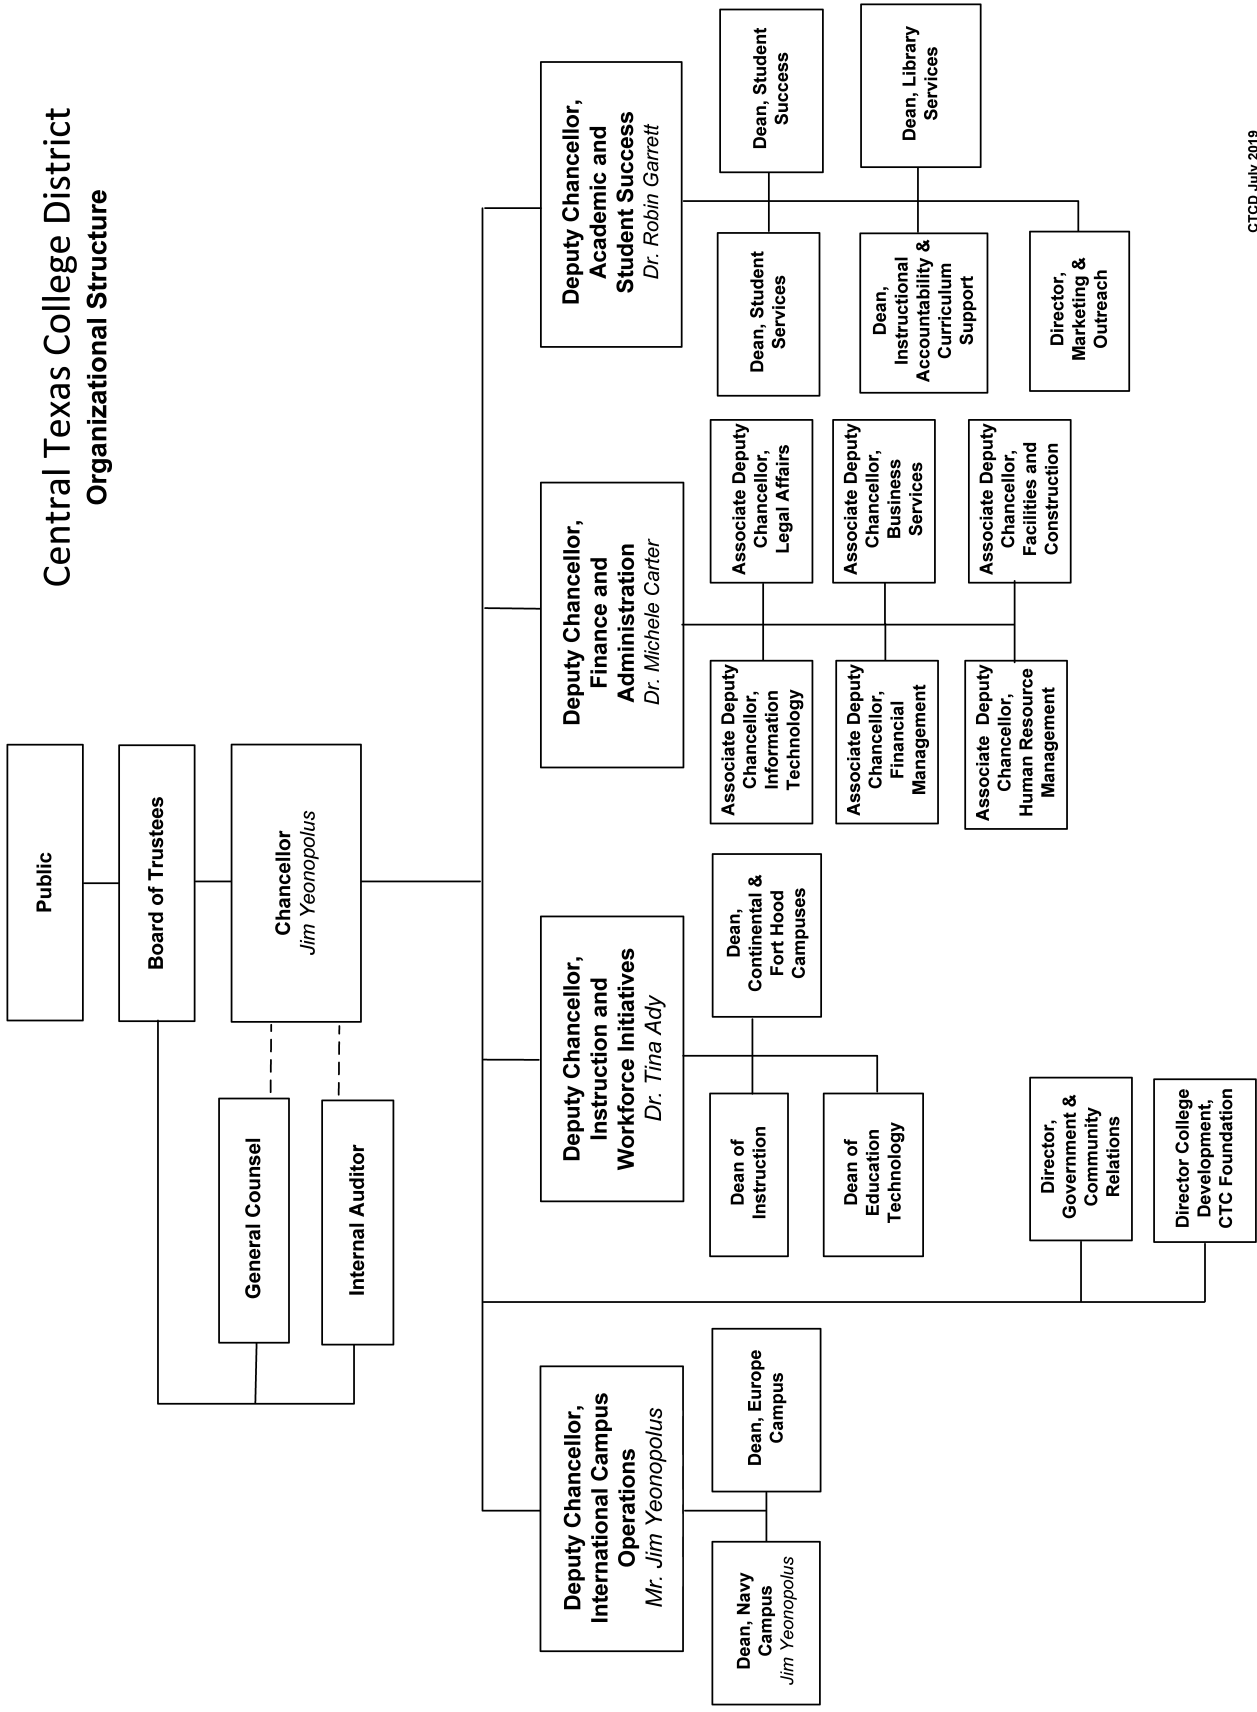 Central Texas College District
Organizational Structure
Public
Board of Trustees
Chancellor
Jim Yeonopolus
General Counsel
Internal Auditor
Deputy Chancellor,
International Campus
Operations
Mr. Jim Yeonopolus
Dean, Navy
Campus
Jim Yeonopolus
Dean, Europe
Campus
Deputy Chancellor,
Instruction and
Workforce Initiatives
Dr. Tina Ady
Dean of
Instruction
Dean,
Continental &
Fort Hood
Campuses
Dean of
Education
Technology
Director,
Government &
Community
Relations
Director College
Development,
CTC Foundation
Deputy Chancellor,
Finance and
Administration
Dr. Michele Carter
Associate Deputy
Chancellor,
Information
Technology
Associate Deputy
Chancellor,
Legal Affairs
Associate Deputy
Chancellor,
Financial
Management
Associate Deputy
Chancellor,
Business
Services
Associate Deputy
Chancellor,
Human Resource
Management
Associate Deputy
Chancellor,
Facilities and
Construction
Deputy Chancellor,
Academic and
Student Success
Dr. Robin Garrett
Dean, Student
Services
Dean, Student
Success
Dean,
Instructional
Accountability &
Curriculum
Support
Dean, Library
Services
Director,
Marketing &
Outreach
CTCD July 2019